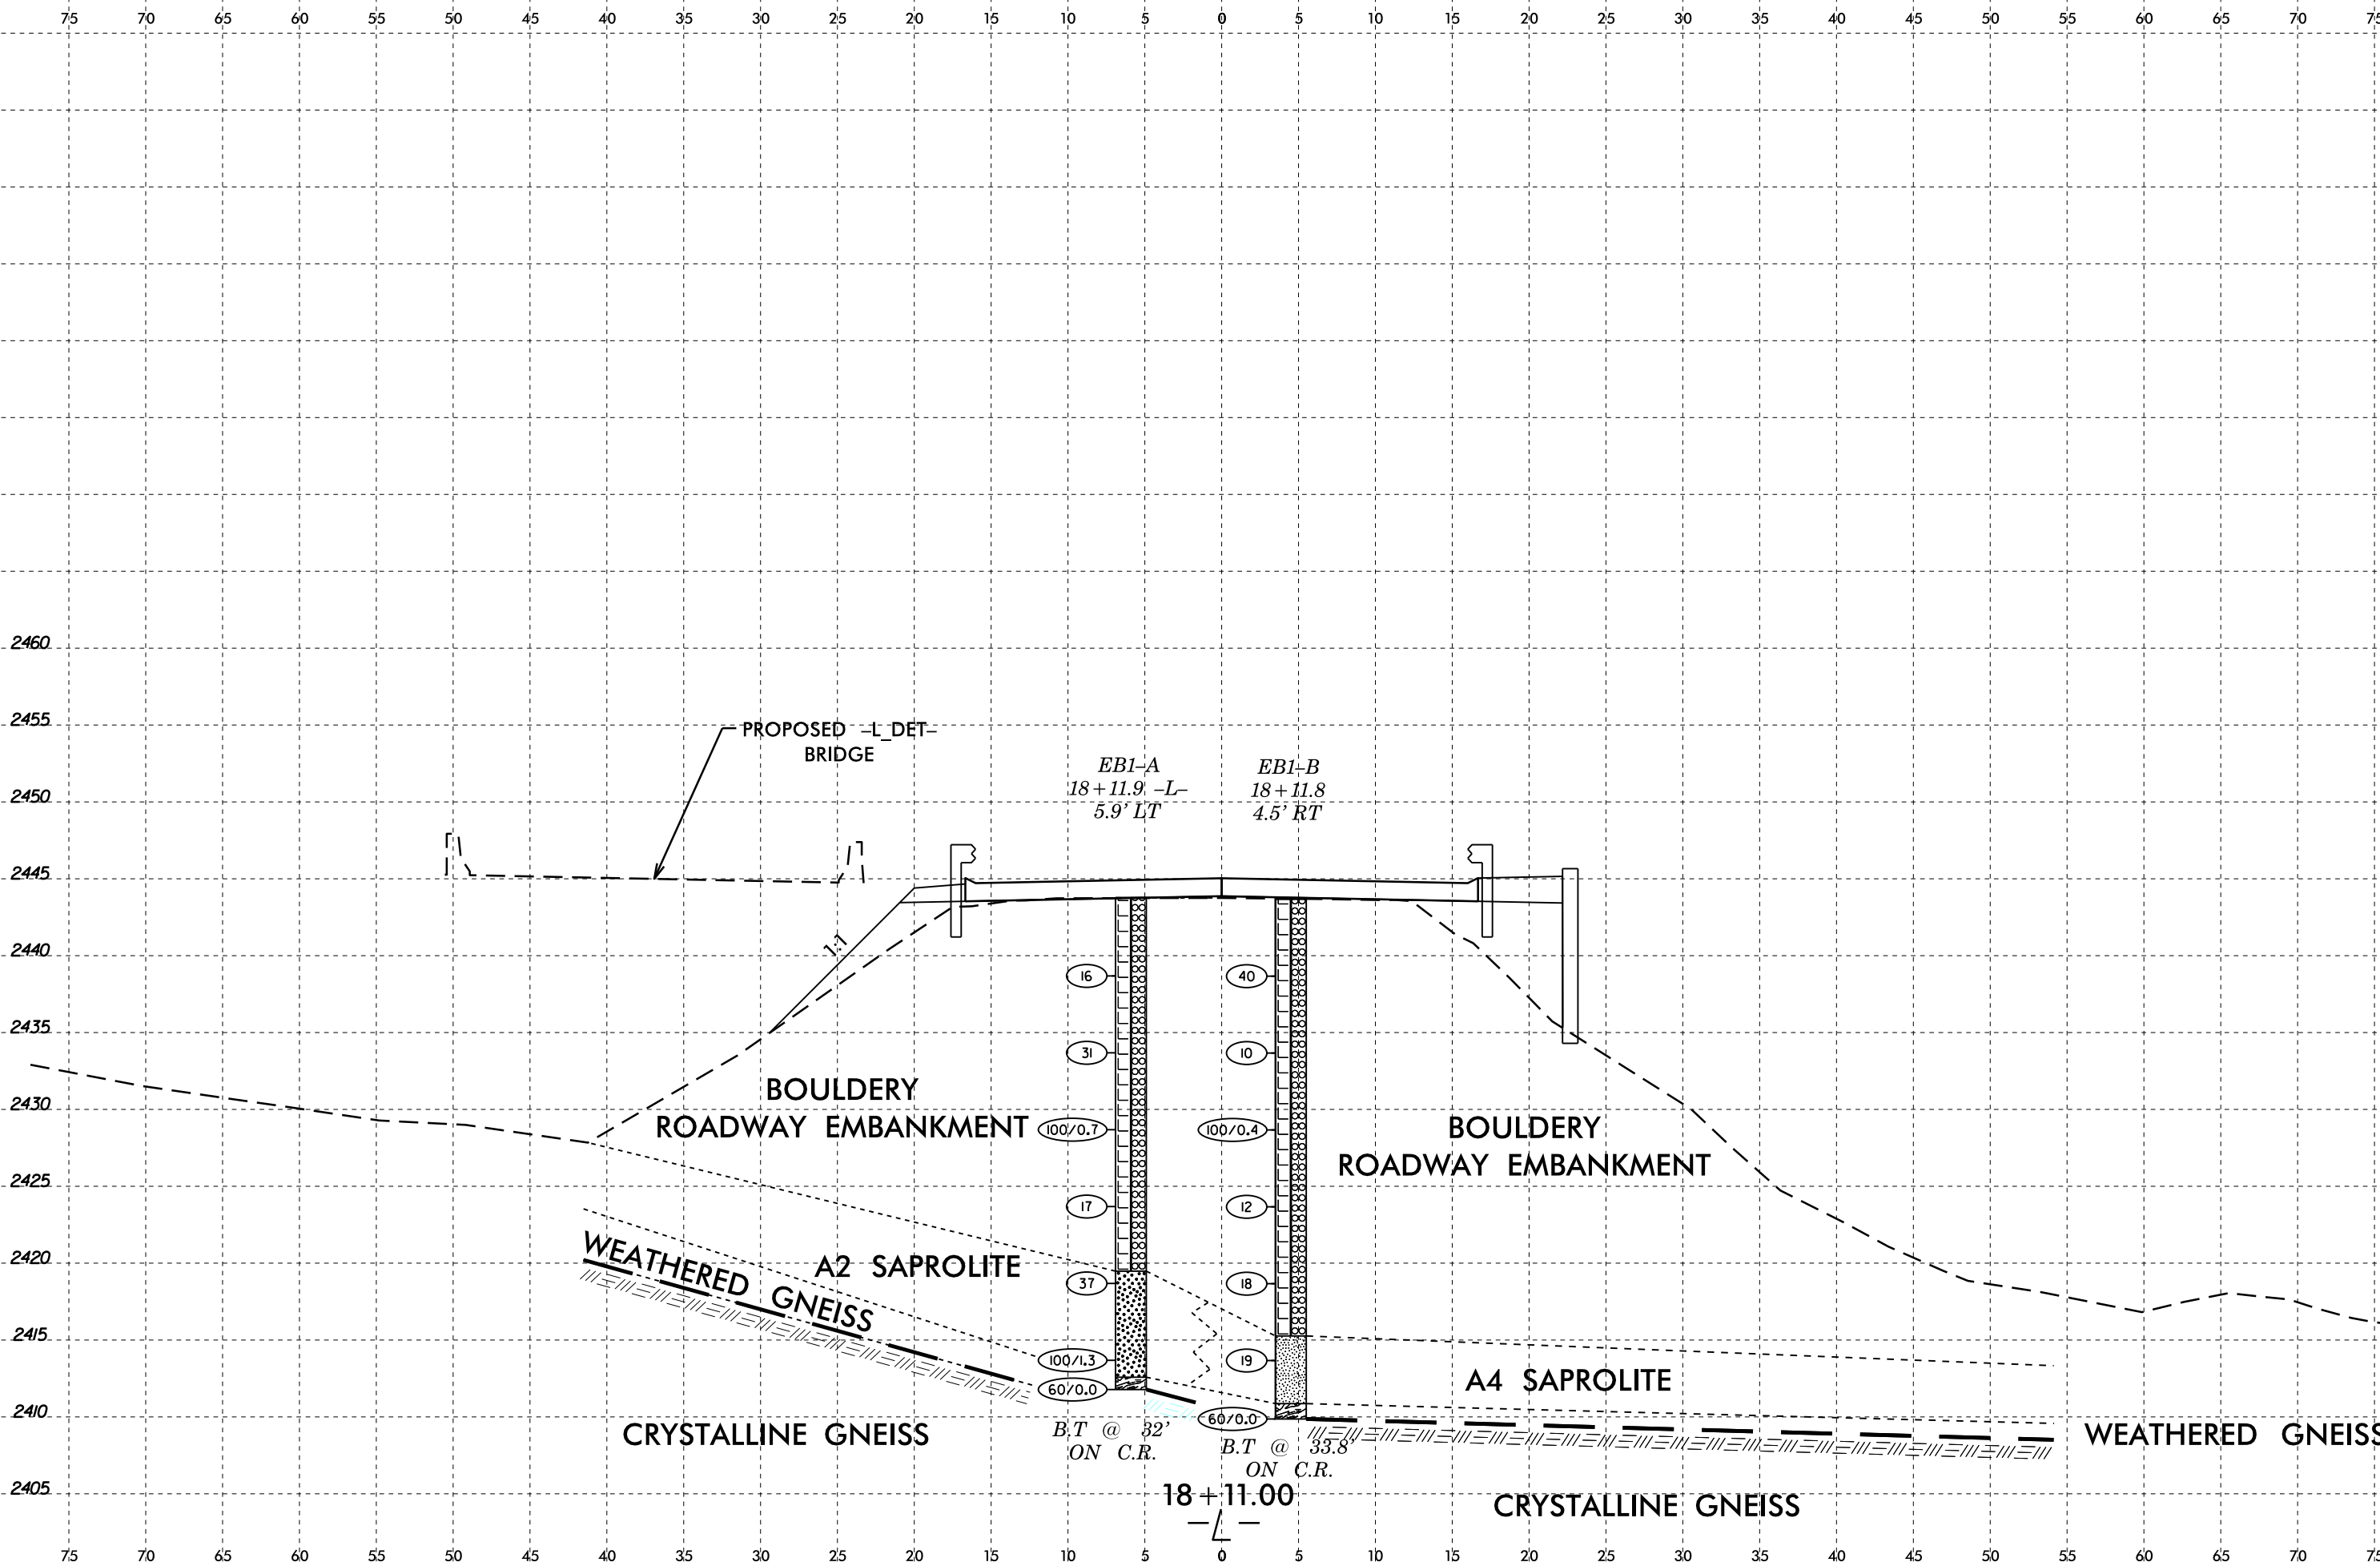 75 70 65 60 55 50 45 40 35 30 25 20 15 10 5 0 5 10 15 20 25 30 35 40 45 50 55 60 65 70 75
2460
2455
PROPOSED –L_DET–
BRIDGE
EB1–A
18+11.9 –L–
5.9' LT
EB1–B
18+11.8
4.5' RT
2450
2445
2440
1:1
16
40
2435
31
10
2430
BOULDERY
ROADWAY EMBANKMENT
BOULDERY
ROADWAY EMBANKMENT
100/0.7
100/0.4
2425
17
12
2420
WEATHERED GNEISS
A2 SAPROLITE
37
18
2415
100/1.3
19
A4 SAPROLITE
60/0.0
2410
60/0.0
CRYSTALLINE GNEISS
B.T @ 32'
ON C.R.
B.T @ 33.8'
ON C.R.
WEATHERED GNEISS
2405
18+11.00
CRYSTALLINE GNEISS
– L –
75 70 65 60 55 50 45 40 35 30 25 20 15 10 5 0 5 10 15 20 25 30 35 40 45 50 55 60 65 70 75